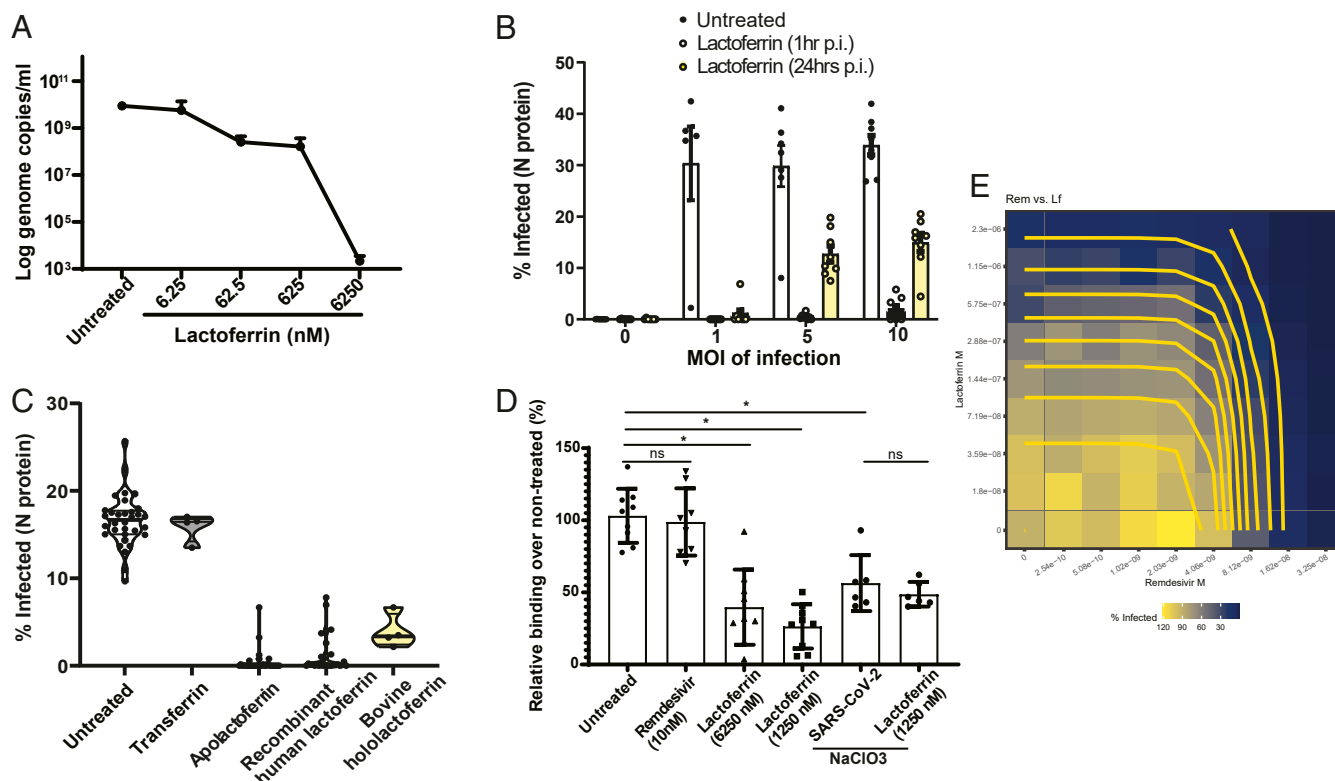 A
Log genome copies/ml
10¹¹
10⁹
10⁷
10⁵
10³
Untreated
6.25
62.5
625
6250
Lactoferrin (nM)
B
Untreated
Lactoferrin (1hr p.i.)
Lactoferrin (24hrs p.i.)
% Infected (N protein)
50
40
30
20
10
0
0
1
5
10
MOI of infection
C
% Infected (N protein)
30
20
10
0
Untreated
Transferrin
Apolactoferrin
Recombinant
human lactoferrin
Bovine
hololactoferrin
D
Relative binding over non-treated (%)
150
100
50
0
*
*
*
ns
ns
Untreated
Remdesivir
(10nM)
Lactoferrin
(6250 nM)
Lactoferrin
(1250 nM)
SARS-CoV-2
Lactoferrin
(1250 nM)
NaClO3
E
Rem vs. Lf
Lactoferrin M
2.3e-06
1.15e-06
5.75e-07
2.88e-07
1.44e-07
7.19e-08
3.59e-08
1.8e-08
0
0
2.54e-10
5.08e-10
1.02e-09
2.03e-09
4.06e-09
8.12e-09
1.62e-08
3.25e-08
Remdesivir M
% Infected
120 90 60 30